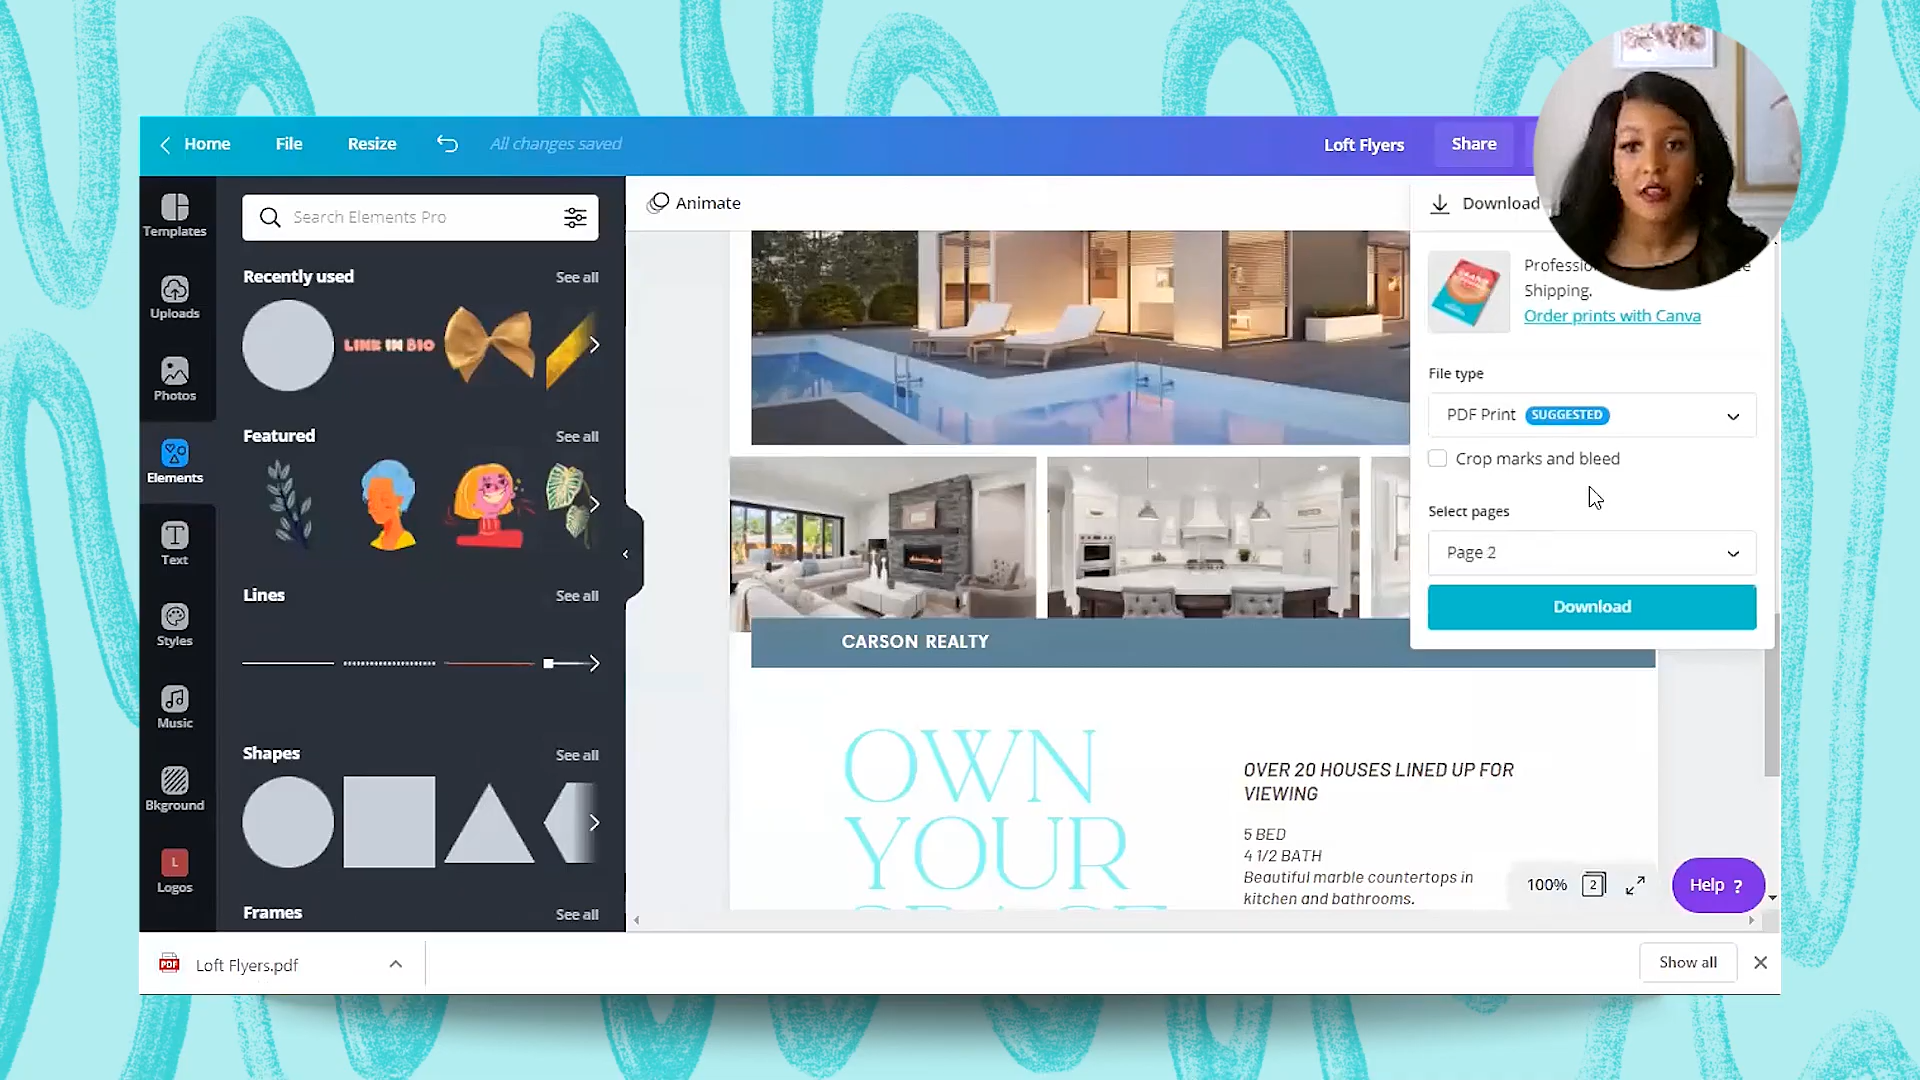 Home
File
Resize
All changes saved
Loft Flyers
Share
Templates
Uploads
Photos
Elements
Text
Styles
Music
Bkground
L
Logos
Search Elements Pro
Recently used
See all
LINK IN BIO
Featured
See all
Lines
See all
Shapes
See all
Frames
See all
Animate
CARSON REALTY
OWN
YOUR
OVER 20 HOUSES LINED UP FOR
VIEWING
5 BED
4 1/2 BATH
Beautiful marble countertops in
kitchen and bathrooms.
Download
Shipping.
Order prints with Canva
File type
PDF Print SUGGESTED
Crop marks and bleed
Select pages
Page 2
Download
100%
2
Help ?
PDF
Loft Flyers.pdf
Show all